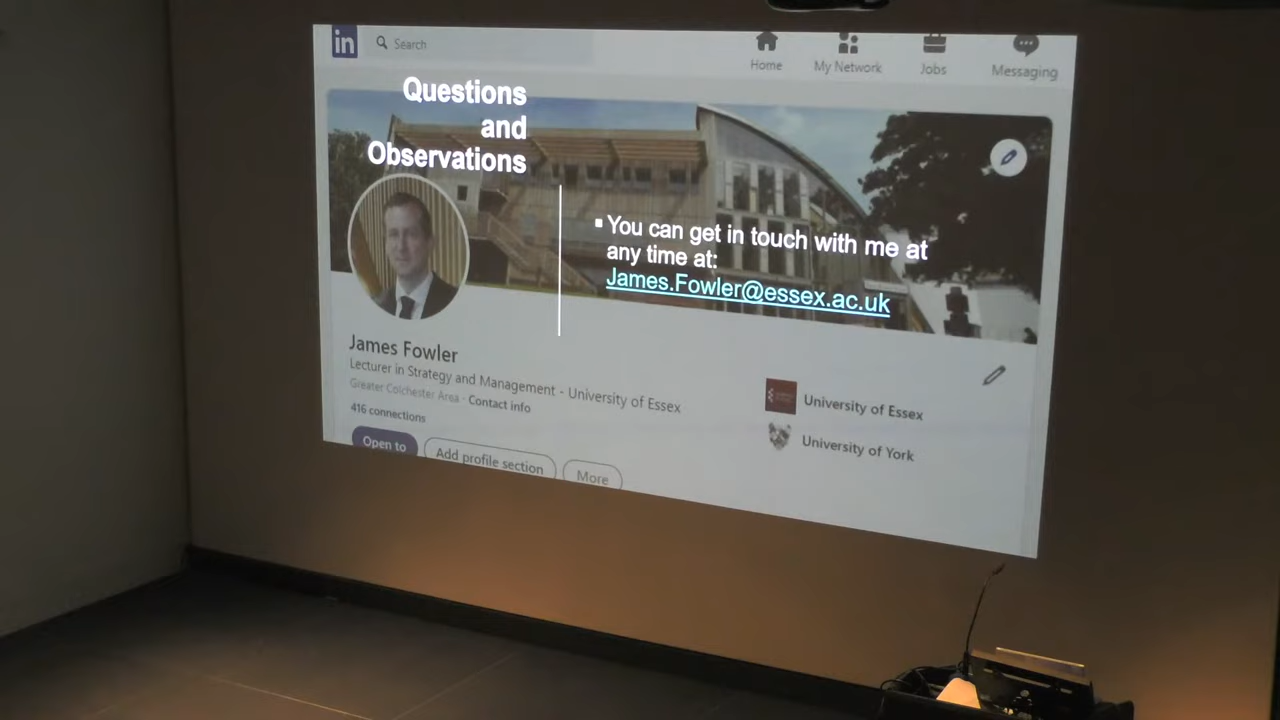 in
Search
Home
My Network
Jobs
Messaging
Questions
and
Observations
You can get in touch with me at
any time at:
James.Fowler@essex.ac.uk
James Fowler
Lecturer in Strategy and Management - University of Essex
Greater Colchester Area · Contact info
416 connections
Open to
Add profile section
More
University of Essex
University of York